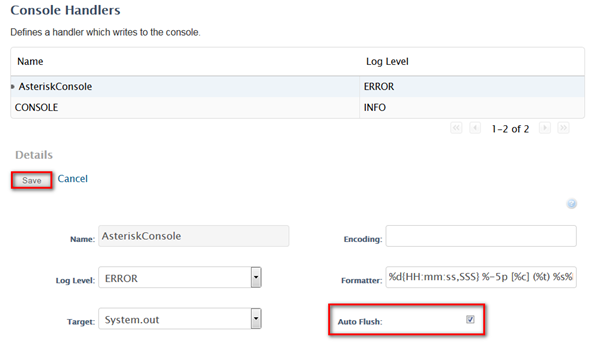 Console Handlers
Defines a handler which writes to the console.
Name Log Level
AsteriskConsole ERROR
CONSOLE INFO
1-2 of 2
Details
Save Cancel
Name: AsteriskConsole Encoding:
Log Level: ERROR Formatter: %d{HH:mm:ss,SSS} %-5p [%c] (%t) %s%
Target: System.out Auto Flush: